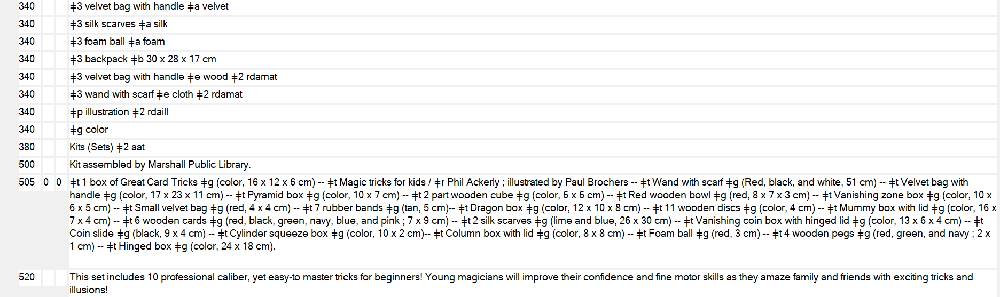 340 ǂ3 velvet bag with handle ǂa velvet
340 ǂ3 silk scarves ǂa silk
340 ǂ3 foam ball ǂa foam
340 ǂ3 backpack ǂb 30 x 28 x 17 cm
340 ǂ3 velvet bag with handle ǂe wood ǂ2 rdamat
340 ǂ3 wand with scarf ǂe cloth ǂ2 rdamat
340 ǂp illustration ǂ2 rdaill
340 ǂg color
380 Kits (Sets) ǂ2 aat
500 Kit assembled by Marshall Public Library.
505 0 0 ǂt 1 box of Great Card Tricks ǂg (color, 16 x 12 x 6 cm) -- ǂt Magic tricks for kids / ǂr Phil Ackerly ; illustrated by Paul Brochers -- ǂt Wand with scarf ǂg (Red, black, and white, 51 cm) -- ǂt Velvet bag with
handle ǂg (color, 17 x 23 x 11 cm) -- ǂt Pyramid box ǂg (color, 10 x 7 cm) -- ǂt 2 part wooden cube ǂg (color, 6 x 6 cm) -- ǂt Red wooden bowl ǂg (red, 8 x 7 x 3 cm) -- ǂt Vanishing zone box ǂg (color, 10 x
6 x 5 cm) -- ǂt Small velvet bag ǂg (red, 4 x 4 cm) -- ǂt 7 rubber bands ǂg (tan, 5 cm)-- ǂt Dragon box ǂg (color, 12 x 10 x 8 cm) -- ǂt 11 wooden discs ǂg (color, 4 cm) -- ǂt Mummy box with lid ǂg (color, 16 x
7 x 4 cm) -- ǂt 6 wooden cards ǂg (red, black, green, navy, blue, and pink ; 7 x 9 cm)-- ǂt 2 silk scarves ǂg (lime and blue, 26 x 30 cm) -- ǂt Vanishing coin box with hinged lid ǂg (color, 13 x 6 x 4 cm) -- ǂt
Coin slide ǂg (black, 9 x 4 cm) -- ǂt Cylinder squeeze box ǂg (color, 10 x 2 cm)-- ǂt Column box with lid ǂg (color, 8 x 8 cm) -- ǂt Foam ball ǂg (red, 3 cm) -- ǂt 4 wooden pegs ǂg (red, green, and navy ; 2 x
1 cm) -- ǂt Hinged box ǂg (color, 24 x 18 cm).
520 This set includes 10 professional caliber, yet easy-to master tricks for beginners! Young magicians will improve their confidence and fine motor skills as they amaze family and friends with exciting tricks and
illusions!